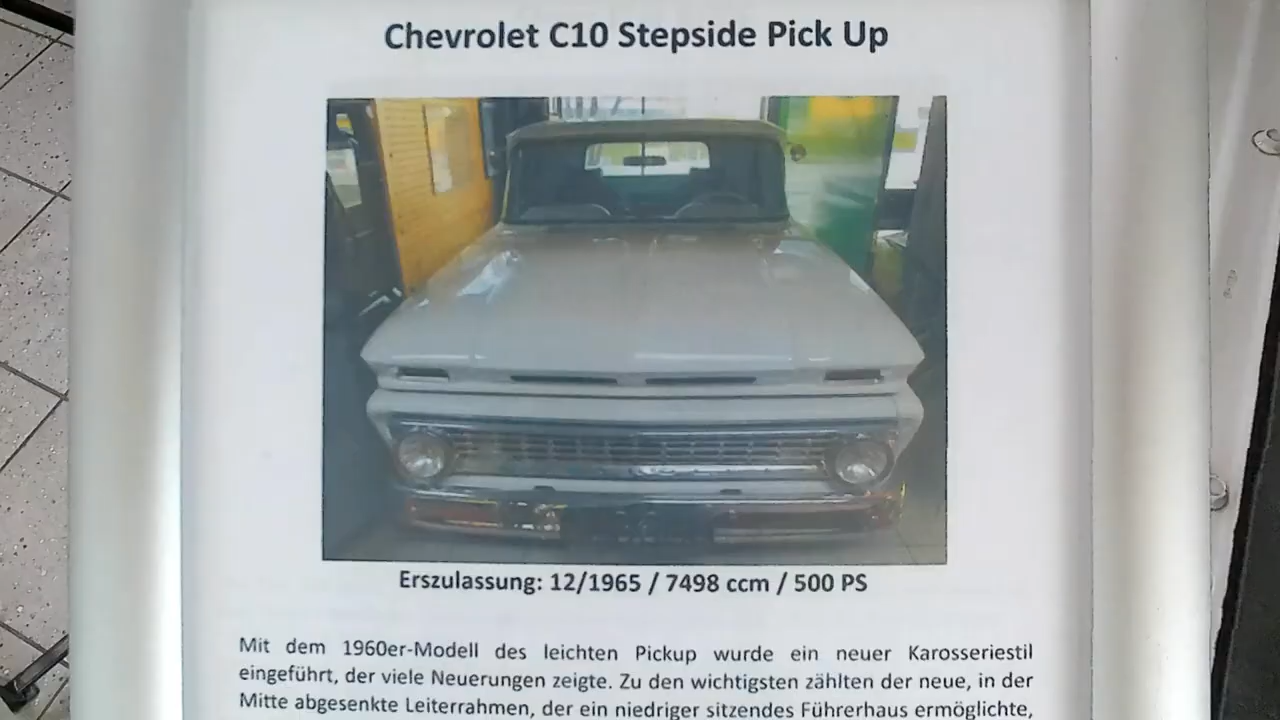 Chevrolet C10 Stepside Pick Up
Erszulassung: 12/1965 / 7498 ccm / 500 PS
Mit dem 1960er-Modell des leichten Pickup wurde ein neuer Karosseriestil
eingeführt, der viele Neuerungen zeigte. Zu den wichtigsten zählten der neue, in der
Mitte abgesenkte Leiterrahmen, der ein niedriger sitzendes Führerhaus ermöglichte,